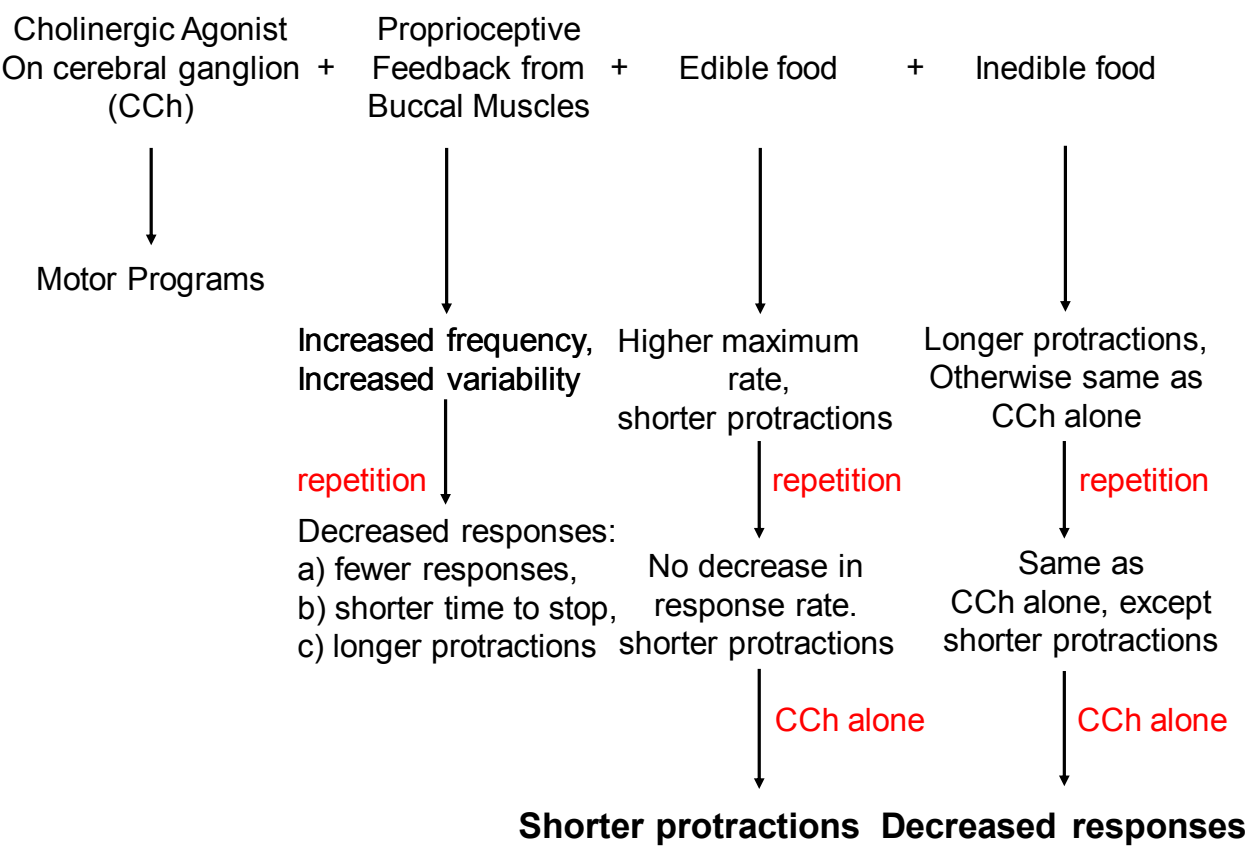 Cholinergic Agonist
On cerebral ganglion
(CCh)
+
Proprioceptive
Feedback from
Buccal Muscles
+
Edible food
+
Inedible food
Motor Programs
Increased frequency,
Increased variability
Higher maximum
rate,
shorter protractions
Longer protractions,
Otherwise same as
CCh alone
repetition
repetition
repetition
Decreased responses:
a) fewer responses,
b) shorter time to stop,
c) longer protractions
No decrease in
response rate.
shorter protractions
Same as
CCh alone, except
shorter protractions
CCh alone
CCh alone
Shorter protractions
Decreased responses